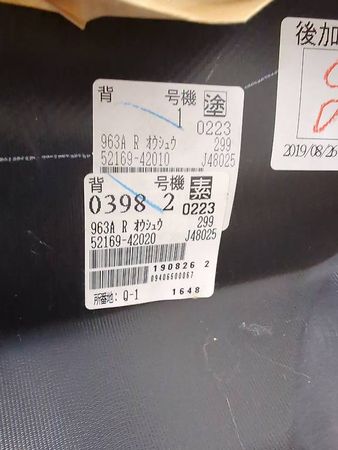 背 号機 塗
1 0223
963A R オウシュウ 299
52169-42010 J48025
背 号機 素
0398 2 0223
963A R オウシュウ 299
52169-42020 J48025
190826 2
09406600067
所番地: Q-1 1648
後加
2019/08/26